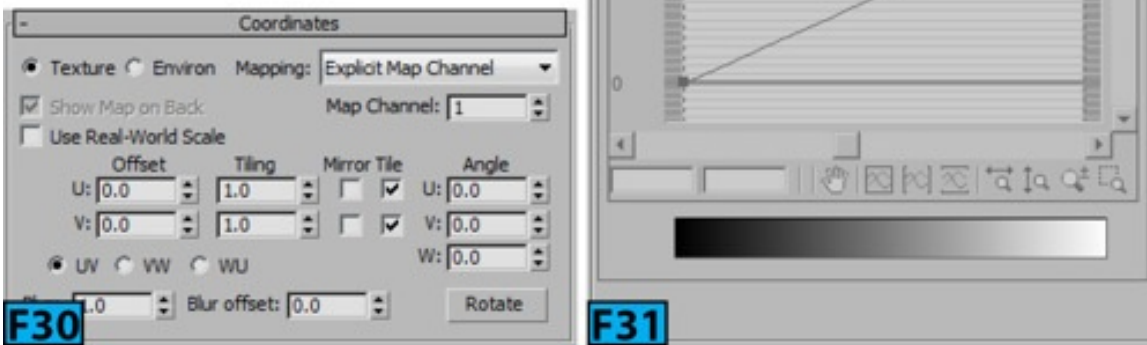 - Coordinates
Texture Environ Mapping: Explicit Map Channel
Show Map on Back Map Channel: 1
Use Real-World Scale
Offset Tiling Mirror Tile Angle
U: 0.0 1.0 U: 0.0
V: 0.0 1.0 V: 0.0
UV VW WU W: 0.0
1.0 Blur offset: 0.0 Rotate
F30
0
F31